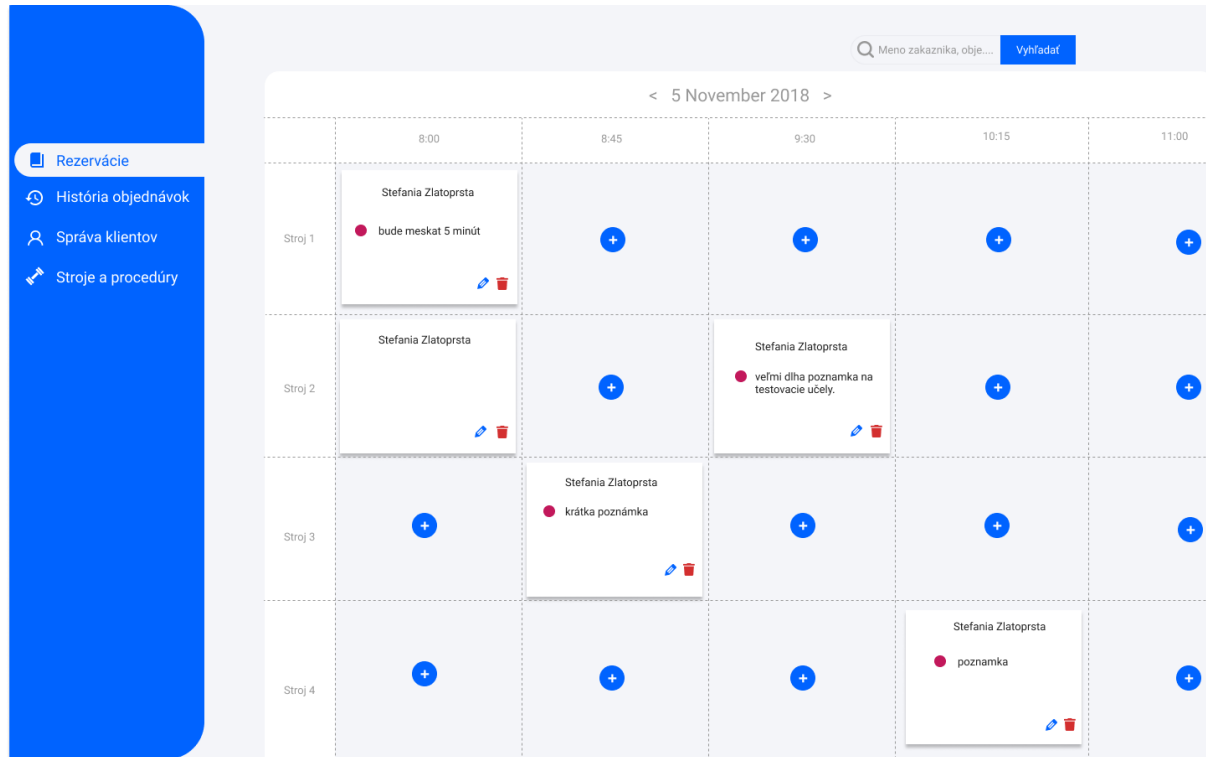 Meno zakaznika, obje....
Vyhľadať
< 5 November 2018 >
8:00
8:45
9:30
10:15
11:00
Rezervácie
História objednávok
Správa klientov
Stroje a procedúry
Stroj 1
Stefania Zlatoprsta
bude meskat 5 minút
Stroj 2
Stefania Zlatoprsta
Stefania Zlatoprsta
veľmi dlha poznamka na
testovacie učely.
Stroj 3
Stefania Zlatoprsta
krátka poznámka
Stroj 4
Stefania Zlatoprsta
poznamka